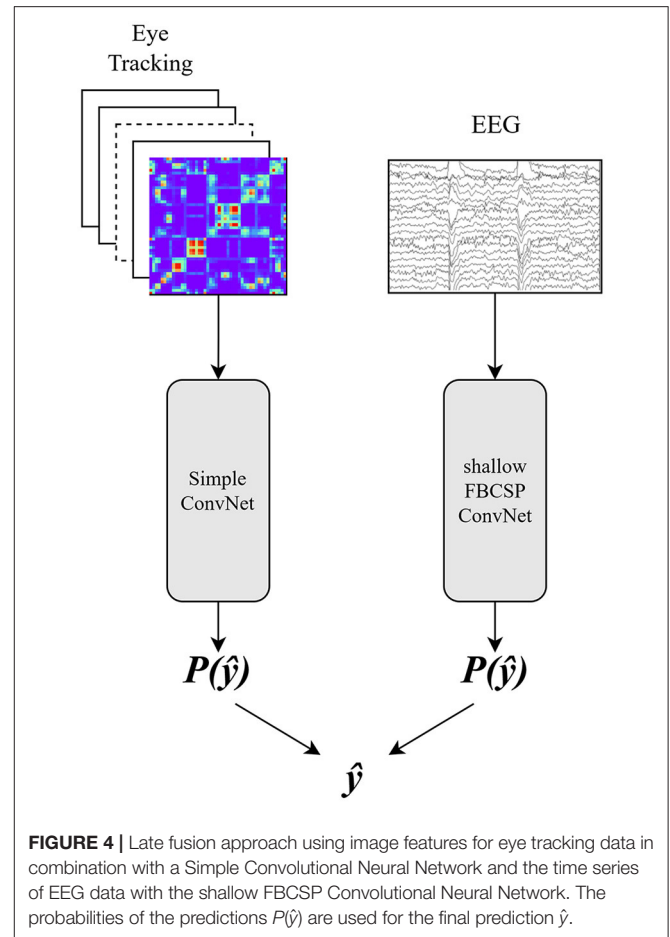 Eye
Tracking
EEG
Simple
ConvNet
shallow
FBCSP
ConvNet
P(ŷ)
P(ŷ)
ŷ
FIGURE 4 | Late fusion approach using image features for eye tracking data in
combination with a Simple Convolutional Neural Network and the time series
of EEG data with the shallow FBCSP Convolutional Neural Network. The
probabilities of the predictions P(ŷ) are used for the final prediction ŷ.